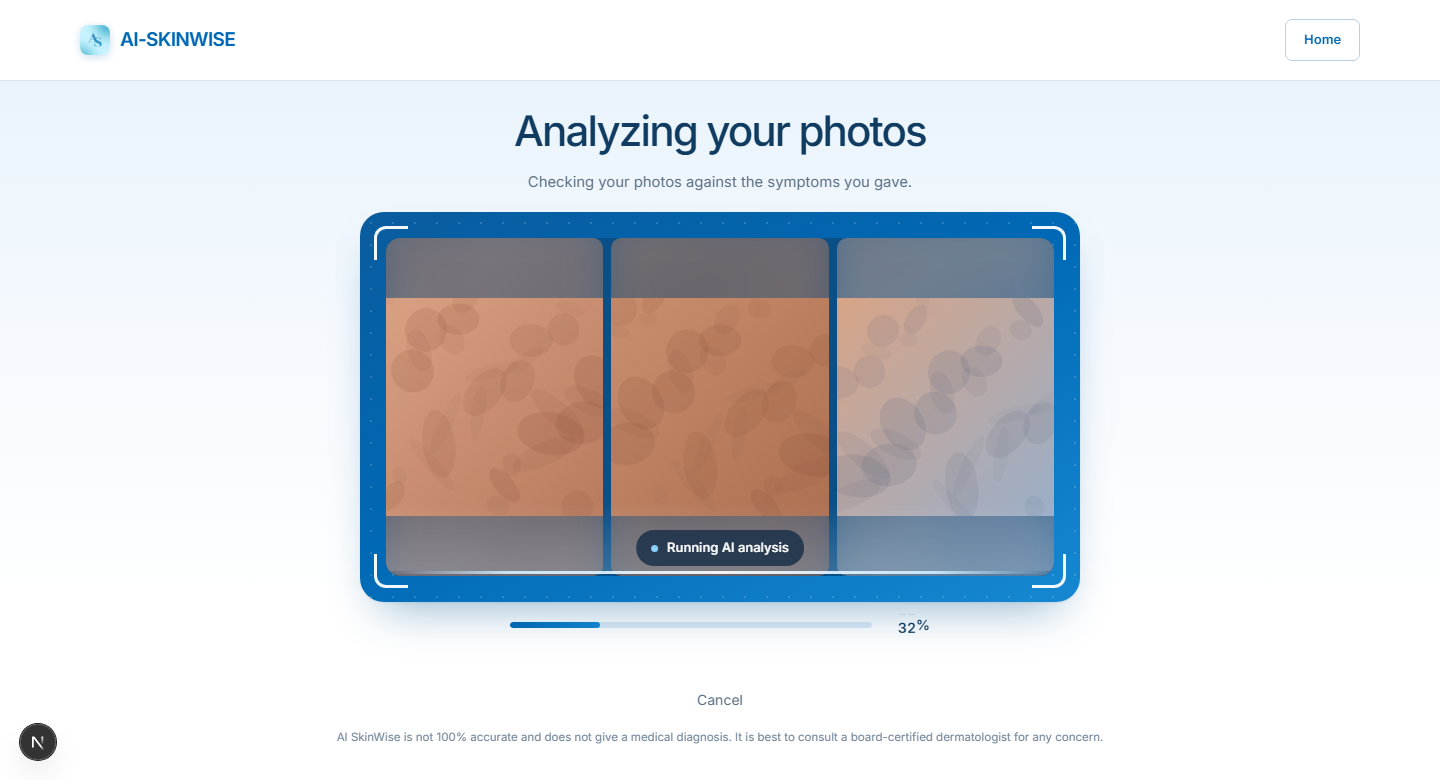 AI-SKINWISE
Home
Analyzing your photos
Checking your photos against the symptoms you gave.
Running AI analysis
32%
Cancel
AI SkinWise is not 100% accurate and does not give a medical diagnosis. It is best to consult a board-certified dermatologist for any concern.
N